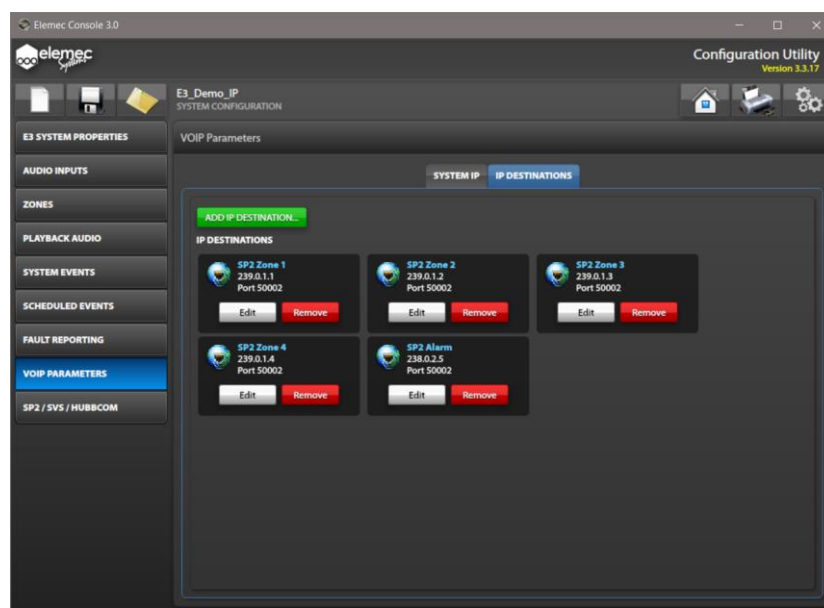 Elemec Console 3.0
elemec
Systems
Configuration Utility
Version 3.3.17
E3_Demo_IP
SYSTEM CONFIGURATION
E3 SYSTEM PROPERTIES
AUDIO INPUTS
ZONES
PLAYBACK AUDIO
SYSTEM EVENTS
SCHEDULED EVENTS
FAULT REPORTING
VOIP PARAMETERS
SP2 / SVS / HUBBCOM
VOIP Parameters
SYSTEM IP
IP DESTINATIONS
ADD IP DESTINATION...
IP DESTINATIONS
SP2 Zone 1
239.0.1.1
Port 50002
Edit
Remove
SP2 Zone 2
239.0.1.2
Port 50002
Edit
Remove
SP2 Zone 3
239.0.1.3
Port 50002
Edit
Remove
SP2 Zone 4
239.0.1.4
Port 50002
Edit
Remove
SP2 Alarm
238.0.2.5
Port 50002
Edit
Remove